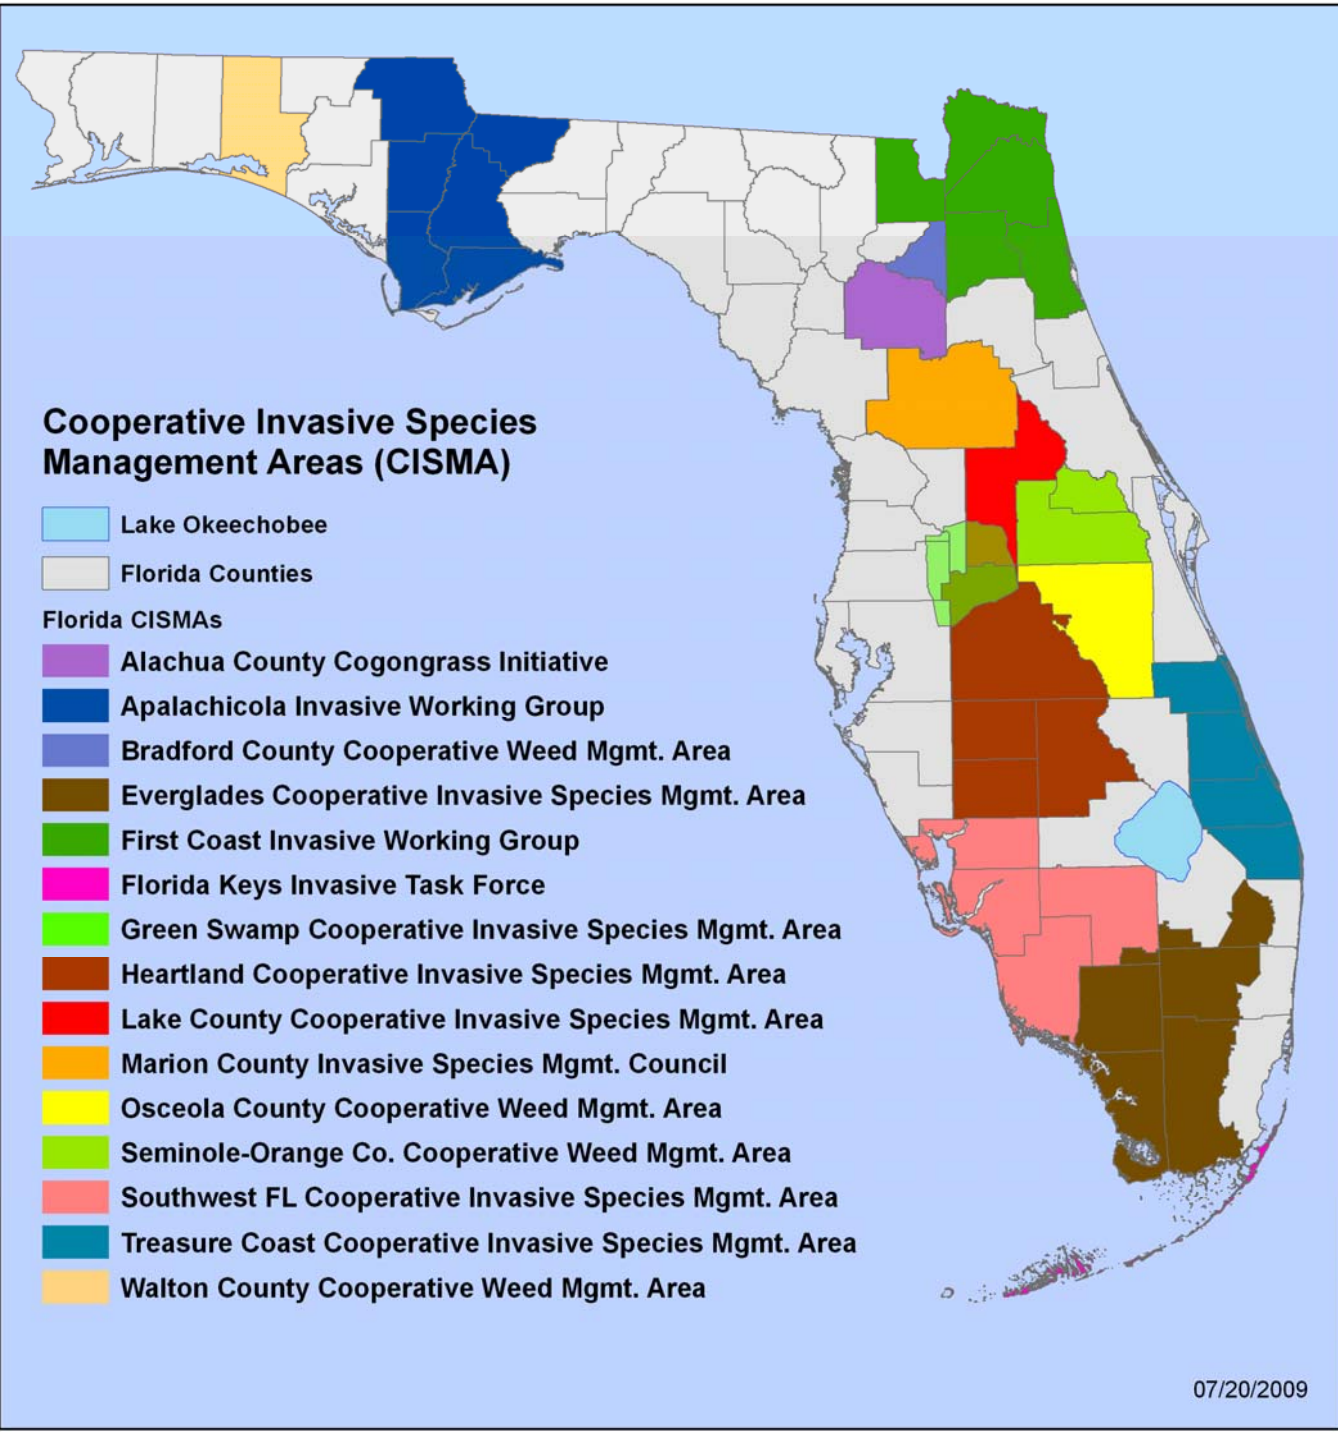 Cooperative Invasive Species
Management Areas (CISMA)
Lake Okeechobee
Florida Counties
Florida CISMAs
Alachua County Cogongrass Initiative
Apalachicola Invasive Working Group
Bradford County Cooperative Weed Mgmt. Area
Everglades Cooperative Invasive Species Mgmt. Area
First Coast Invasive Working Group
Florida Keys Invasive Task Force
Green Swamp Cooperative Invasive Species Mgmt. Area
Heartland Cooperative Invasive Species Mgmt. Area
Lake County Cooperative Invasive Species Mgmt. Area
Marion County Invasive Species Mgmt. Council
Osceola County Cooperative Weed Mgmt. Area
Seminole-Orange Co. Cooperative Weed Mgmt. Area
Southwest FL Cooperative Invasive Species Mgmt. Area
Treasure Coast Cooperative Invasive Species Mgmt. Area
Walton County Cooperative Weed Mgmt. Area
07/20/2009